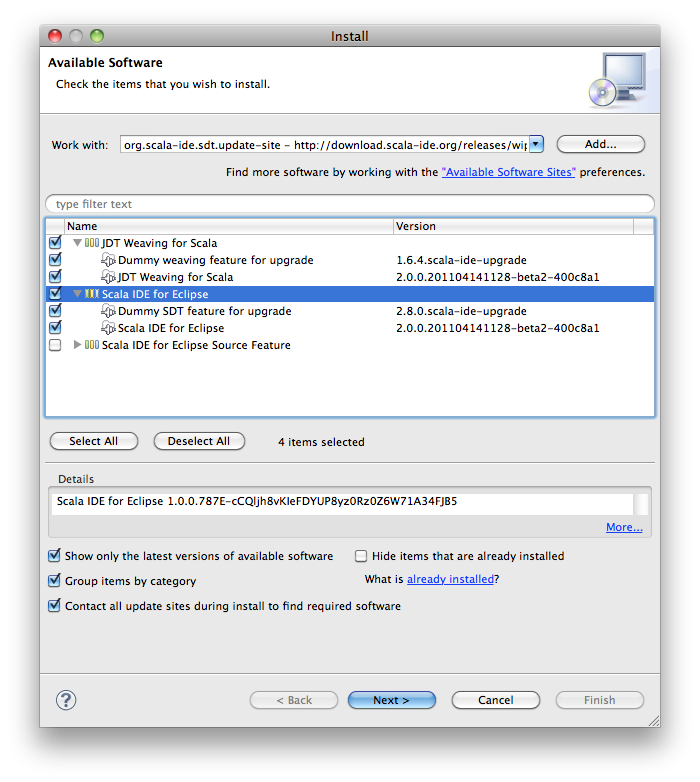 Install
Available Software
Check the items that you wish to install.
Work with: org.scala-ide.sdt.update-site - http://download.scala-ide.org/releases/wip Add...
Find more software by working with the "Available Software Sites" preferences.
type filter text
Name Version
JDT Weaving for Scala
Dummy weaving feature for upgrade 1.6.4.scala-ide-upgrade
JDT Weaving for Scala 2.0.0.201104141128-beta2-400c8a1
Scala IDE for Eclipse
Dummy SDT feature for upgrade 2.8.0.scala-ide-upgrade
Scala IDE for Eclipse 2.0.0.201104141128-beta2-400c8a1
Scala IDE for Eclipse Source Feature
Select All Deselect All 4 items selected
Details
Scala IDE for Eclipse 1.0.0.787E-cCQljh8vKIeFDYUP8yz0Rz0Z6W71A34FJB5
More...
Show only the latest versions of available software Hide items that are already installed
Group items by category What is already installed?
Contact all update sites during install to find required software
? < Back Next > Cancel Finish